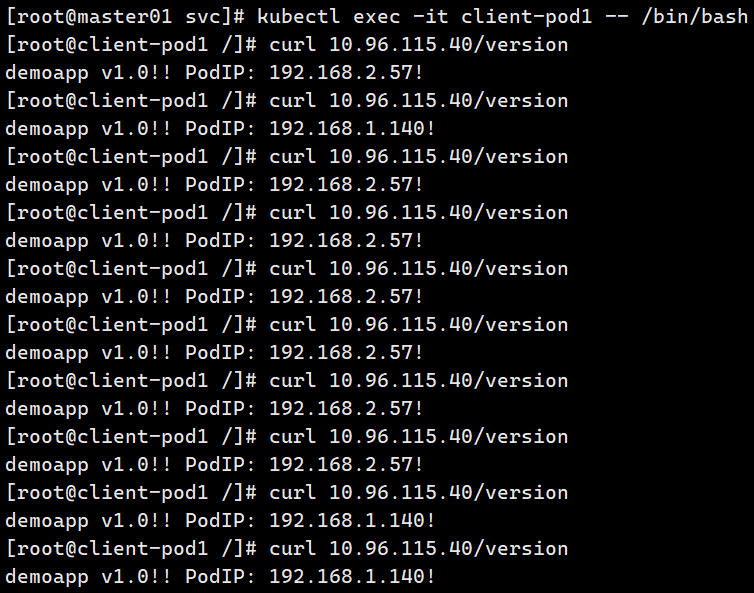 [root@master01 svc]# kubectl exec -it client-pod1 -- /bin/bash
[root@client-pod1 /]# curl 10.96.115.40/version
demoapp v1.0!! PodIP: 192.168.2.57!
[root@client-pod1 /]# curl 10.96.115.40/version
demoapp v1.0!! PodIP: 192.168.1.140!
[root@client-pod1 /]# curl 10.96.115.40/version
demoapp v1.0!! PodIP: 192.168.2.57!
[root@client-pod1 /]# curl 10.96.115.40/version
demoapp v1.0!! PodIP: 192.168.2.57!
[root@client-pod1 /]# curl 10.96.115.40/version
demoapp v1.0!! PodIP: 192.168.2.57!
[root@client-pod1 /]# curl 10.96.115.40/version
demoapp v1.0!! PodIP: 192.168.2.57!
[root@client-pod1 /]# curl 10.96.115.40/version
demoapp v1.0!! PodIP: 192.168.2.57!
[root@client-pod1 /]# curl 10.96.115.40/version
demoapp v1.0!! PodIP: 192.168.2.57!
[root@client-pod1 /]# curl 10.96.115.40/version
demoapp v1.0!! PodIP: 192.168.1.140!
[root@client-pod1 /]# curl 10.96.115.40/version
demoapp v1.0!! PodIP: 192.168.1.140!